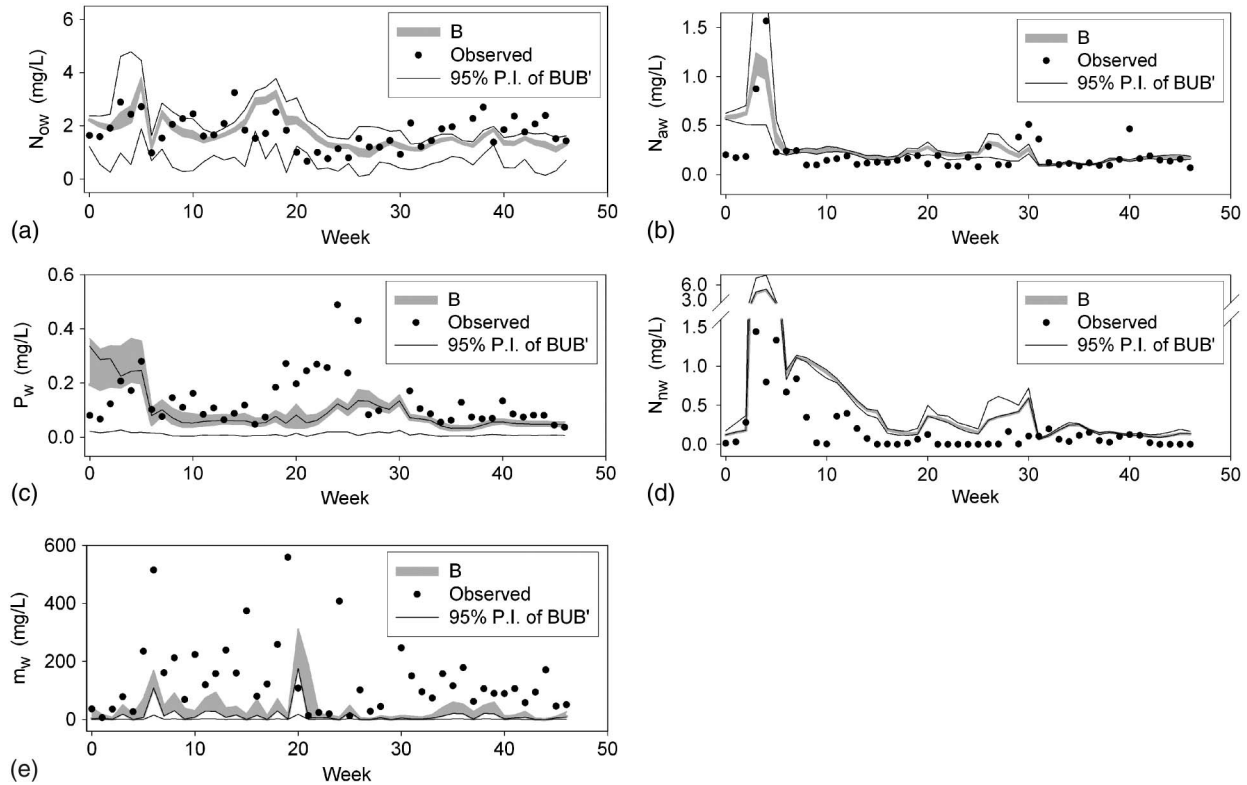 6
4
2
0
N_ow (mg/L)
B
Observed
95% P.I. of BUB'
0 10 20 30 40 50
(a)
Week
1.5
1.0
0.5
0.0
N_aw (mg/L)
B
Observed
95% P.I. of BUB'
0 10 20 30 40 50
(b)
Week
0.6
0.4
0.2
0.0
P_w (mg/L)
B
Observed
95% P.I. of BUB'
0 10 20 30 40 50
(c)
Week
6.0
3.0
1.5
1.0
0.5
0.0
N_nw (mg/L)
B
Observed
95% P.I. of BUB'
0 10 20 30 40 50
(d)
Week
600
400
200
0
m_w (mg/L)
B
Observed
95% P.I. of BUB'
0 10 20 30 40 50
(e)
Week